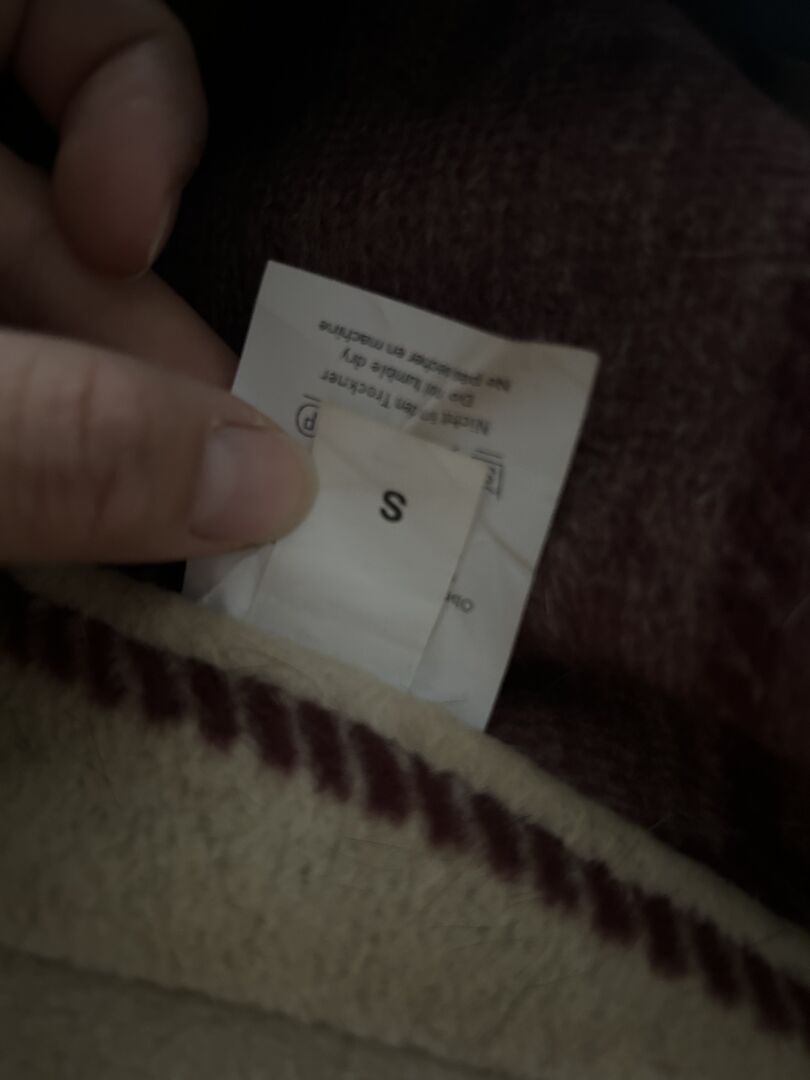 S
P
Nicht in den Trockner
Do not tumble dry
Ne pas sécher en machine